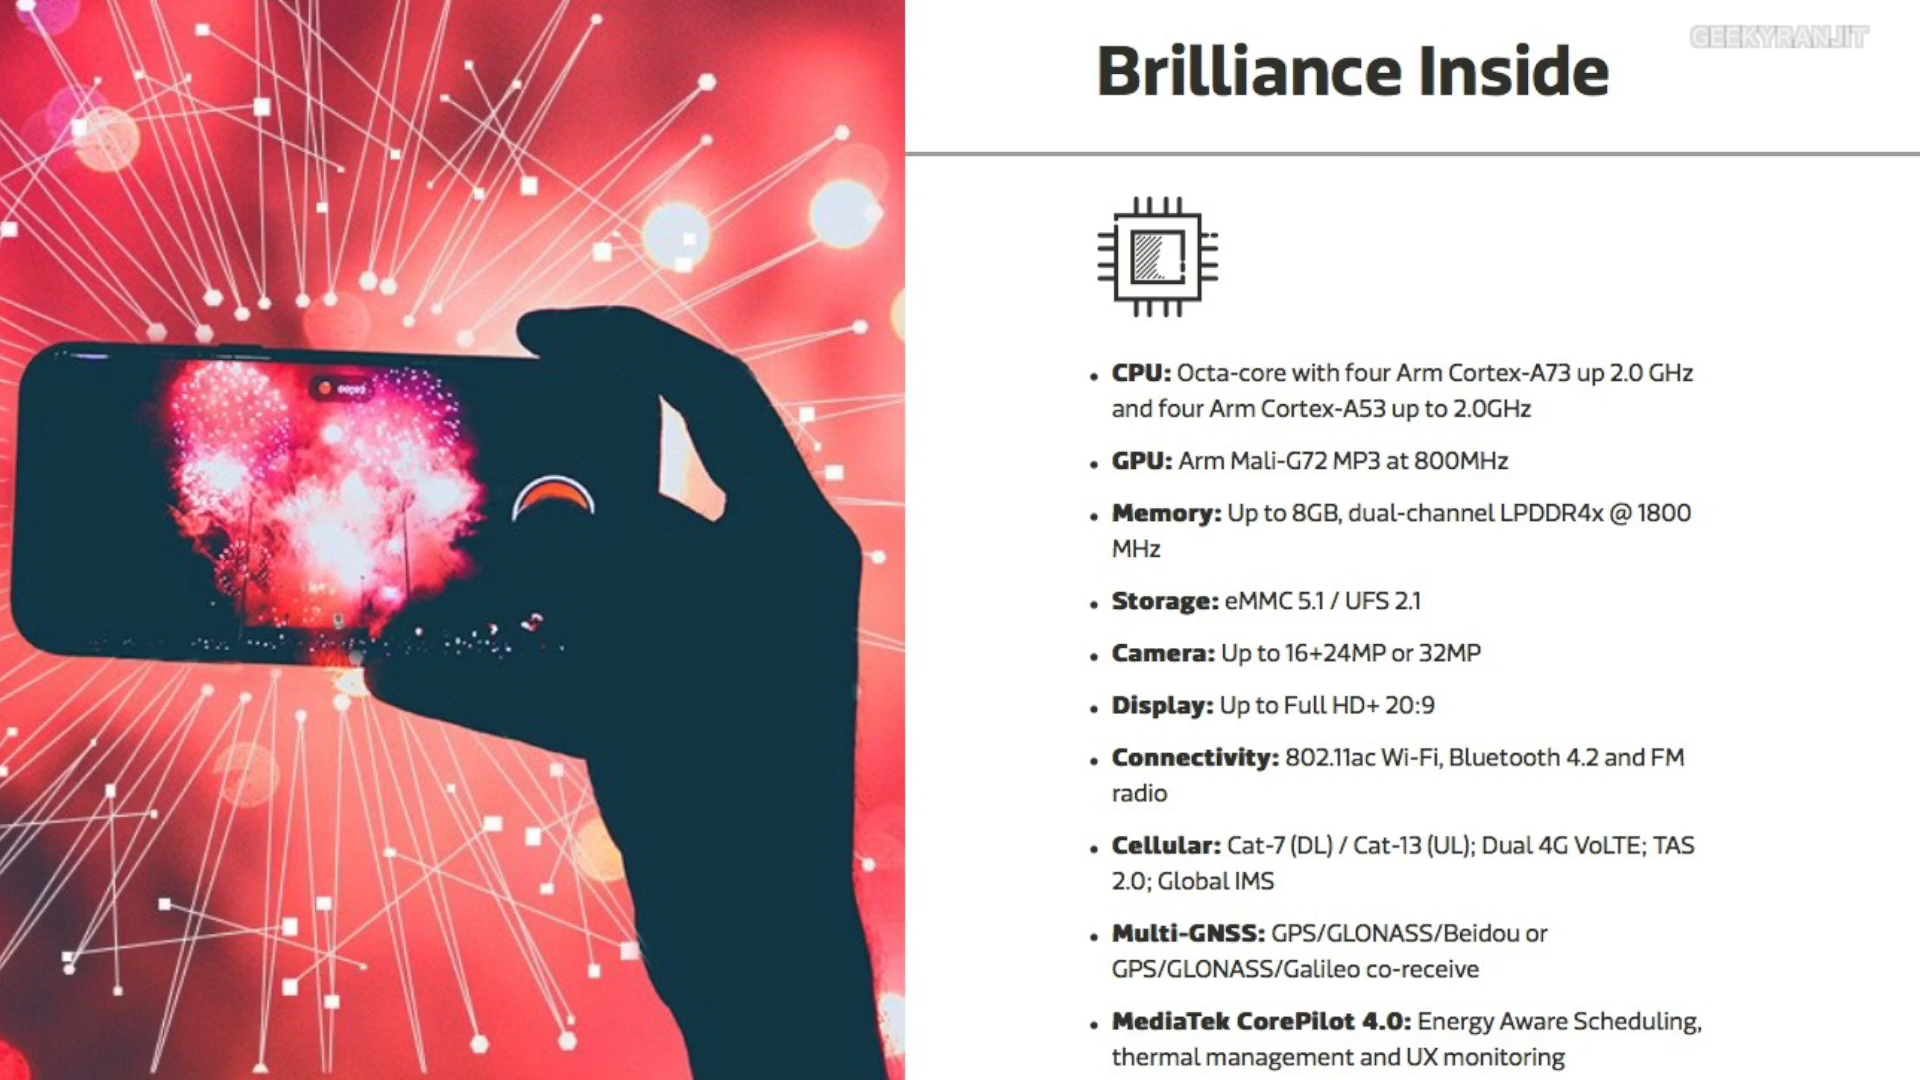 GEEKYRANJIT
Brilliance Inside
• CPU: Octa-core with four Arm Cortex-A73 up 2.0 GHz
and four Arm Cortex-A53 up to 2.0GHz
• GPU: Arm Mali-G72 MP3 at 800MHz
• Memory: Up to 8GB, dual-channel LPDDR4x @ 1800
MHz
• Storage: eMMC 5.1 / UFS 2.1
• Camera: Up to 16+24MP or 32MP
• Display: Up to Full HD+ 20:9
• Connectivity: 802.11ac Wi-Fi, Bluetooth 4.2 and FM
radio
• Cellular: Cat-7 (DL) / Cat-13 (UL); Dual 4G VoLTE; TAS
2.0; Global IMS
• Multi-GNSS: GPS/GLONASS/Beidou or
GPS/GLONASS/Galileo co-receive
• MediaTek CorePilot 4.0: Energy Aware Scheduling,
thermal management and UX monitoring